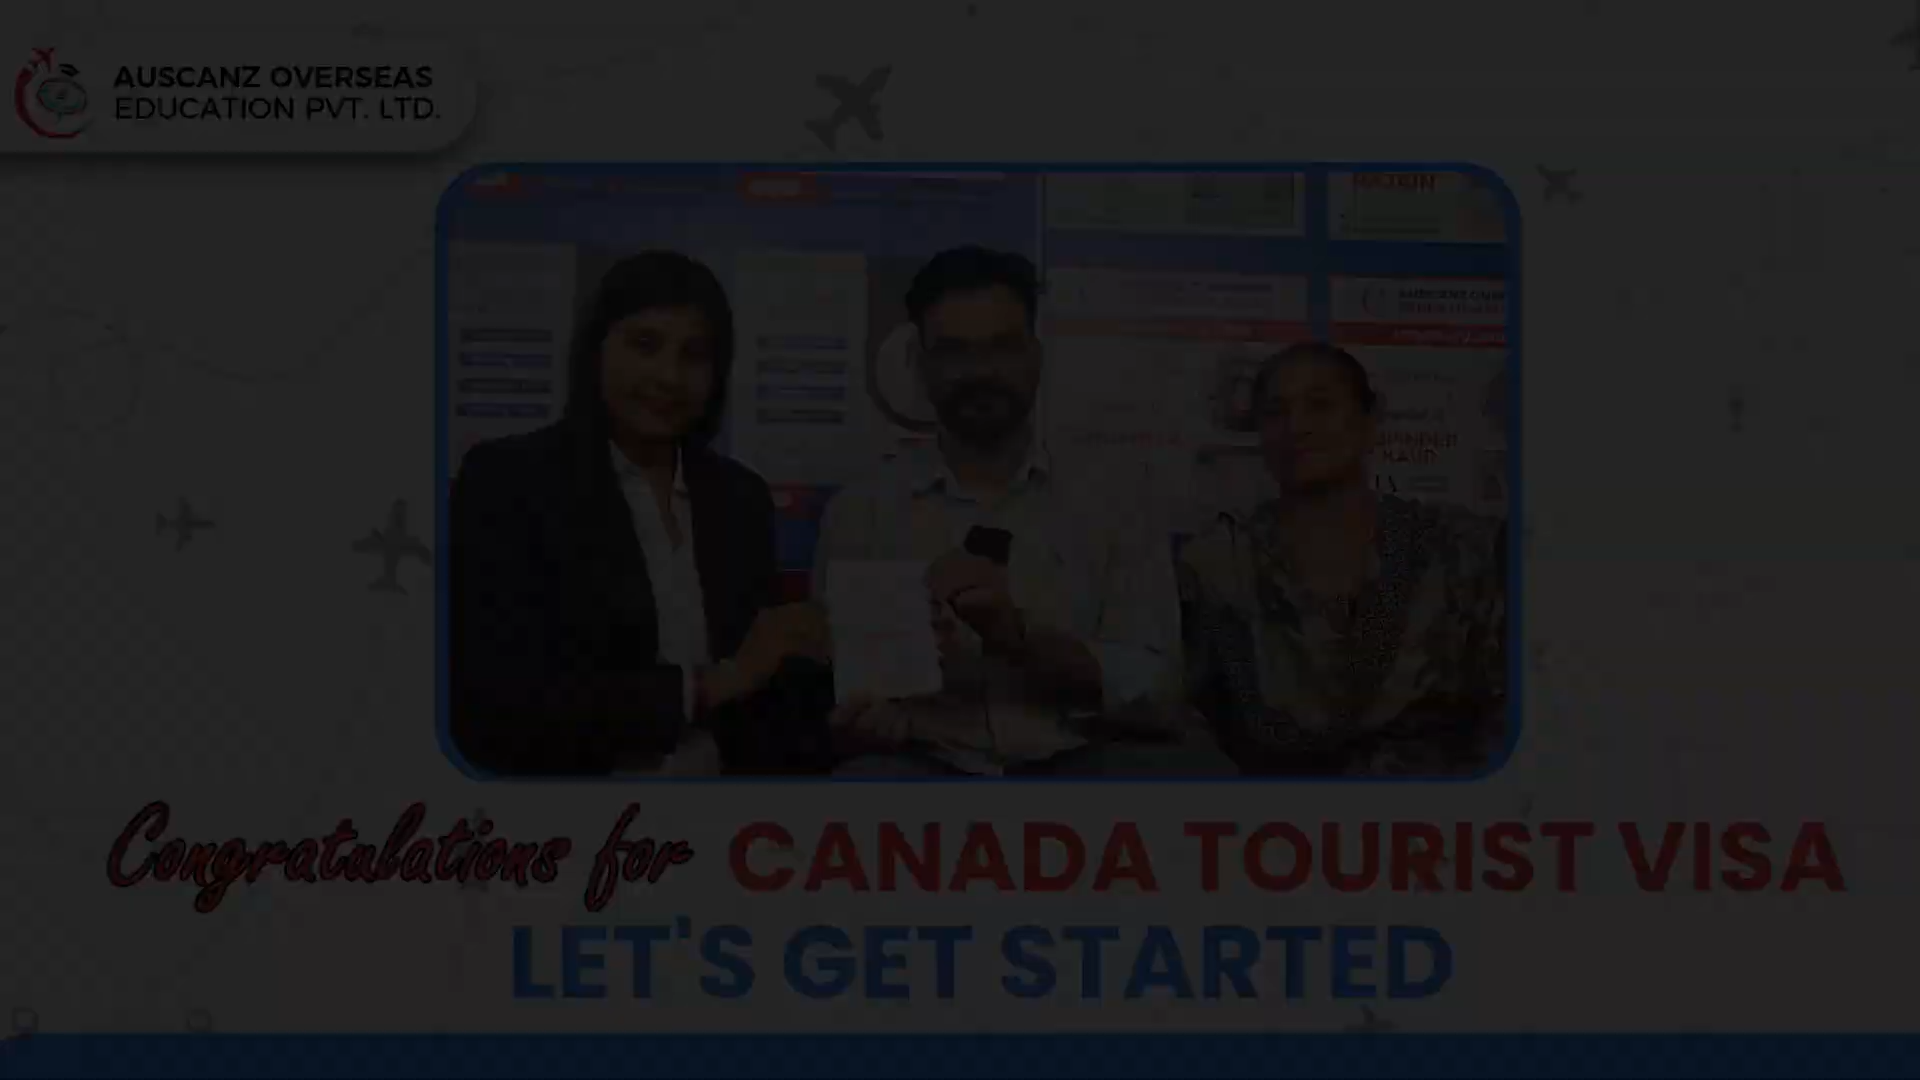 AUSCANZ OVERSEAS
EDUCATION PVT. LTD.
Congratulations for CANADA TOURIST VISA
LET'S GET STARTED